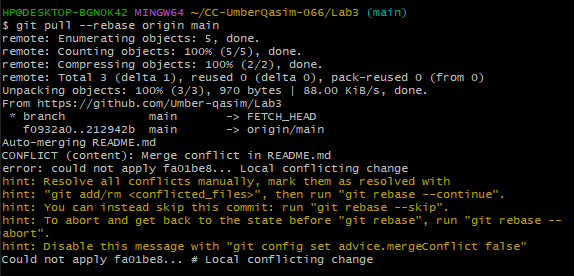 HP@DESKTOP-BGN0K42 MINGW64 ~/CC-UmberQasim-066/Lab3 (main)
$ git pull --rebase origin main
remote: Enumerating objects: 5, done.
remote: Counting objects: 100% (5/5), done.
remote: Compressing objects: 100% (2/2), done.
remote: Total 3 (delta 1), reused 0 (delta 0), pack-reused 0 (from 0)
Unpacking objects: 100% (3/3), 970 bytes | 88.00 KiB/s, done.
From https://github.com/Umber-qasim/Lab3
 * branch            main       -> FETCH_HEAD
   f0932a0..212942b  main       -> origin/main
Auto-merging README.md
CONFLICT (content): Merge conflict in README.md
error: could not apply fa01be8... Local conflicting change
hint: Resolve all conflicts manually, mark them as resolved with
hint: "git add/rm <conflicted_files>", then run "git rebase --continue".
hint: You can instead skip this commit: run "git rebase --skip".
hint: To abort and get back to the state before "git rebase", run "git rebase --
abort".
hint: Disable this message with "git config set advice.mergeConflict false"
Could not apply fa01be8... # Local conflicting change